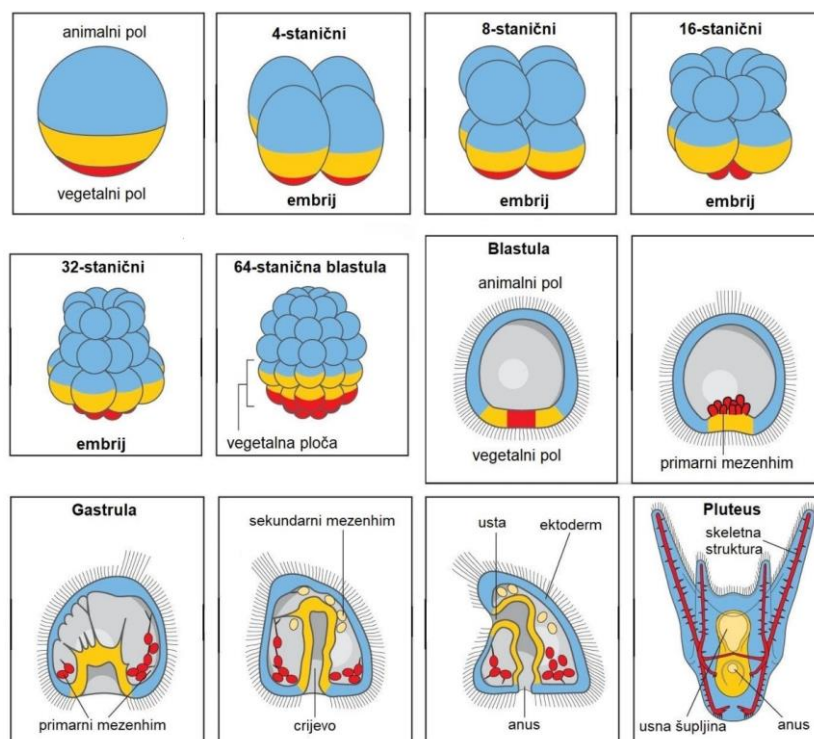 animalni pol
vegetalni pol
4-stanični
embrij
8-stanični
embrij
16-stanični
embrij
32-stanični
embrij
64-stanična blastula
vegetalna ploča
Blastula
animalni pol
vegetalni pol
primarni mezenhim
Gastrula
primarni mezenhim
sekundarni mezenhim
crijevo
usta
ektoderm
anus
Pluteus
skeletna
struktura
usna šupljina
anus